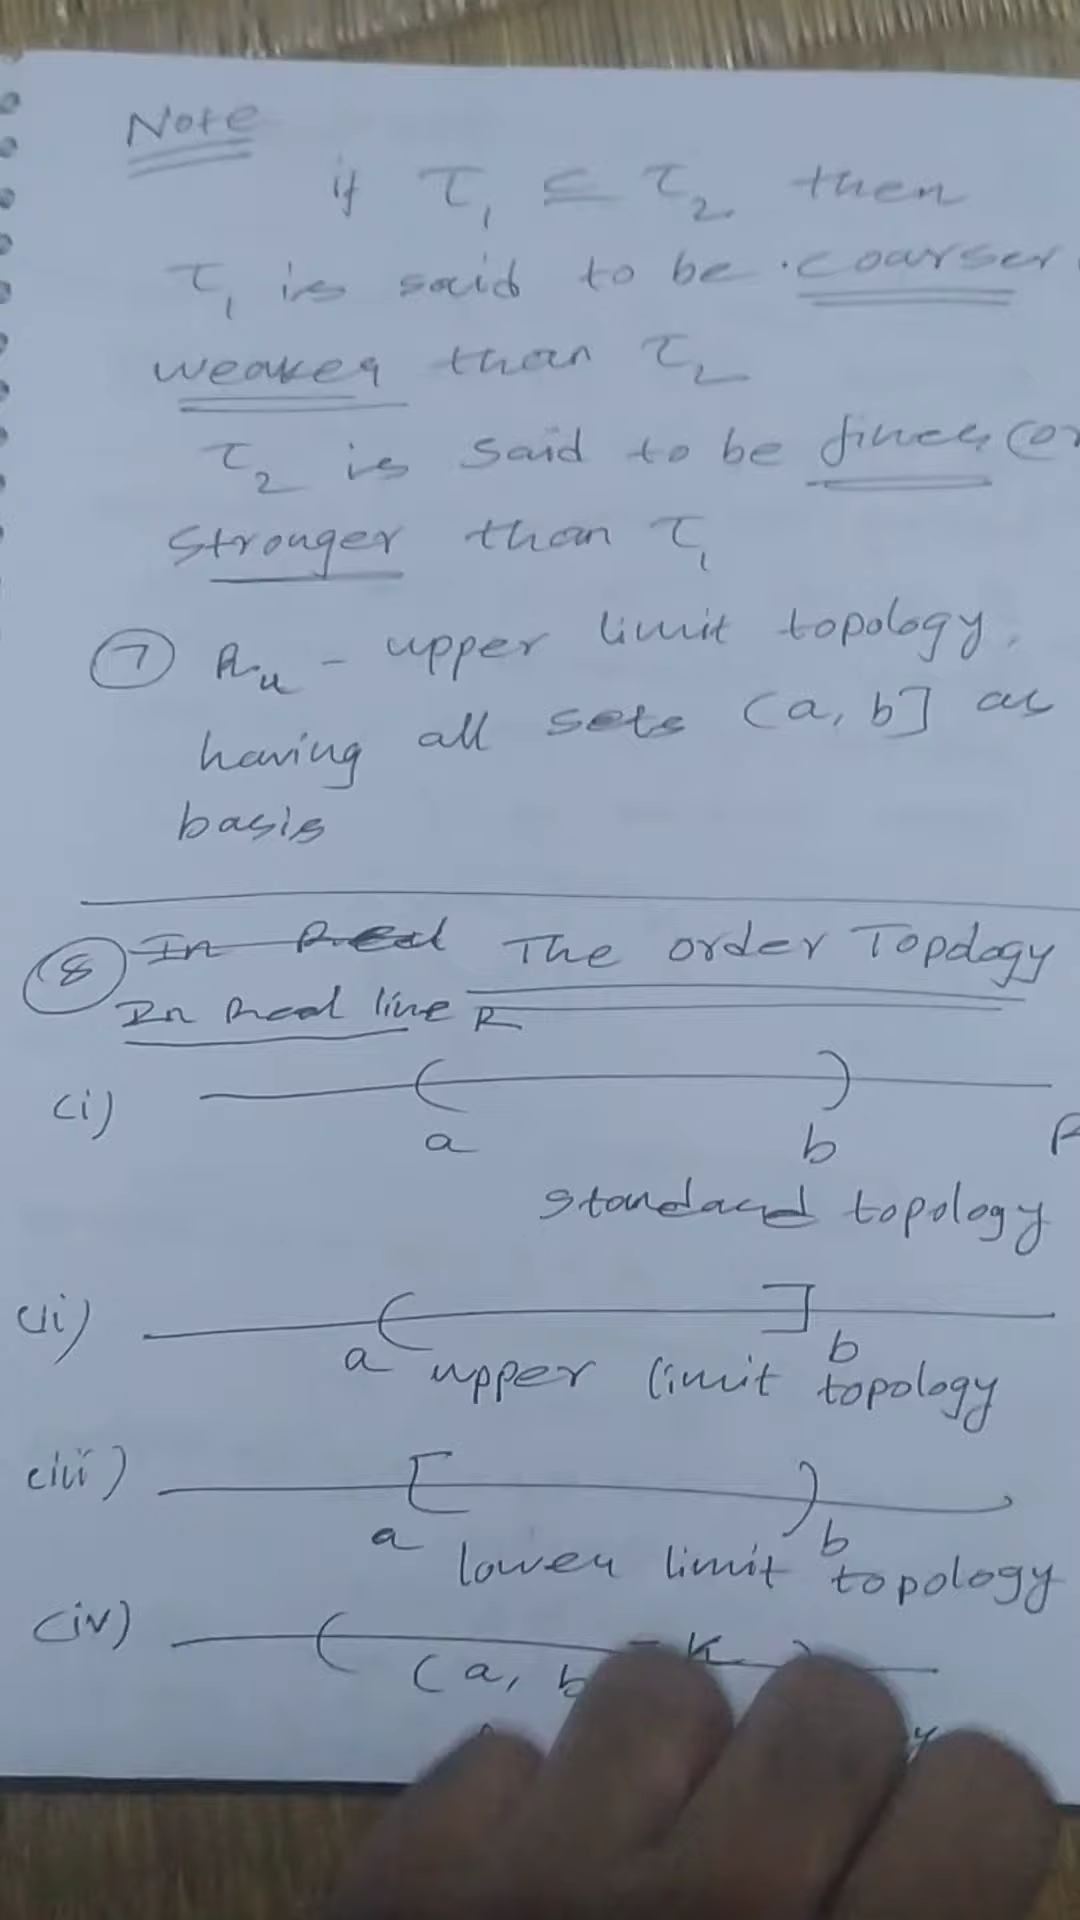 Note
if τ₁ ⊆ τ₂ then
τ₁ is said to be coarser
weaker than τ₂
τ₂ is said to be finer (or
stronger than τ₁
⑦ Ru - upper limit topology.
having all sets (a, b] as
basis
⑧ In Real The order Topology
In Real line R
(i)
a b R
standard topology
(ii)
a b
upper limit topology
(iii)
a b
lower limit topology
(iv)
(a, b - K